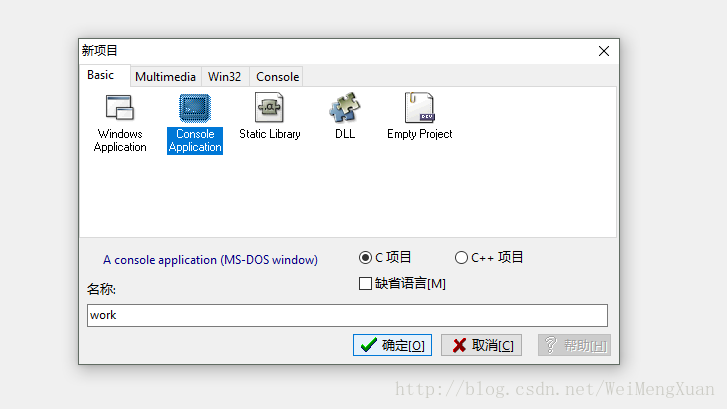 新项目
Basic Multimedia Win32 Console
Windows Application
Console Application
Static Library
DLL
DEV
Empty Project
A console application (MS-DOS window)
C 项目
C++ 项目
缺省语言[M]
名称:
work
确定[O] 取消[C] 帮助[H]
http://blog.csdn.net/WeiMengXuan